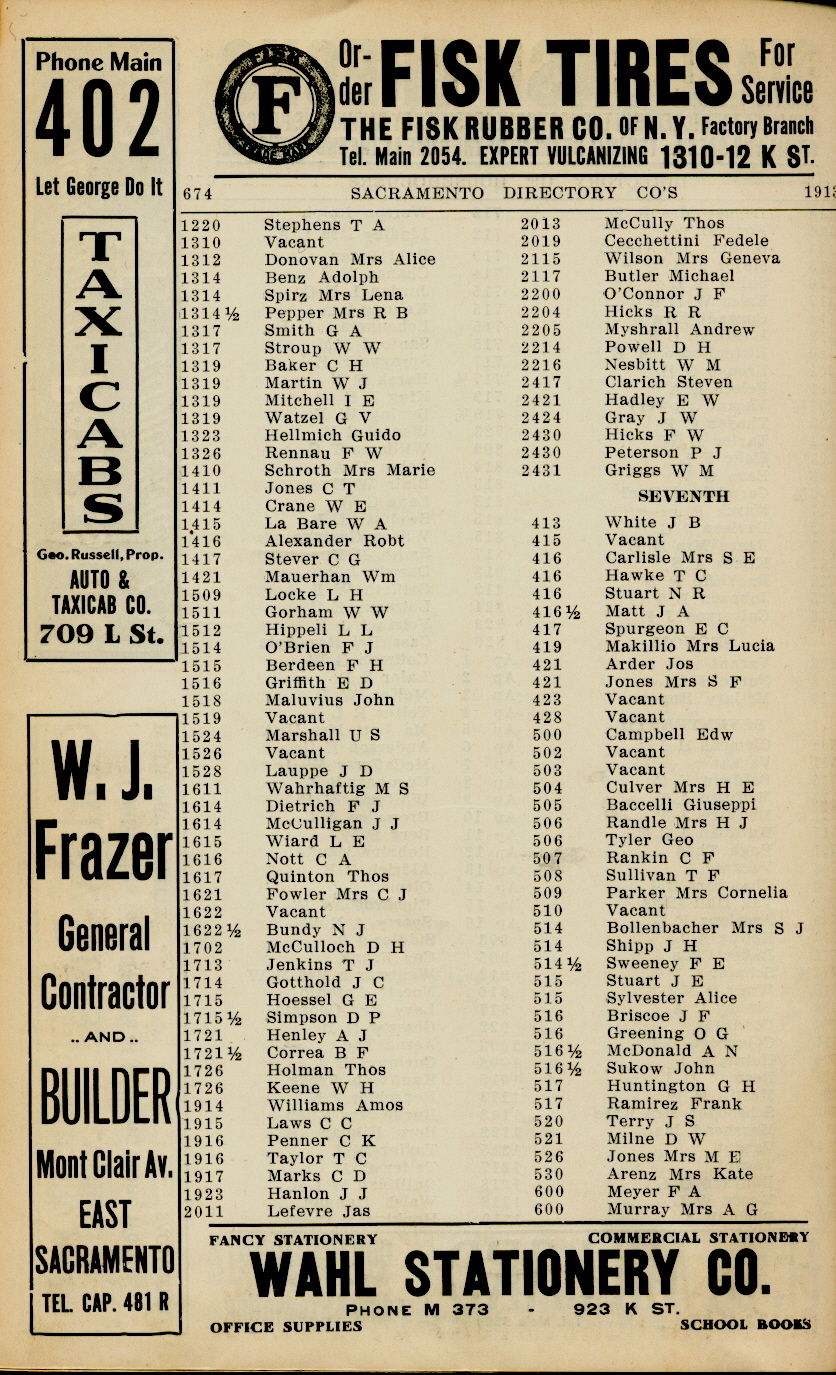 Phone Main
402
Let George Do It
TAXICABS
Geo. Russell, Prop.
AUTO &
TAXICAB CO.
709 L St.
W. J.
Frazer
General
Contractor
.. AND ..
BUILDER
Mont Clair Av.
EAST
SACRAMENTO
TEL. CAP. 481 R
FISK
F
Or-
der
FISK TIRES
For
Service
THE FISK RUBBER CO. OF N. Y. Factory Branch
Tel. Main 2054. EXPERT VULCANIZING 1310-12 K ST.
674 SACRAMENTO DIRECTORY CO'S 1913
1220 Stephens T A
1310 Vacant
1312 Donovan Mrs Alice
1314 Benz Adolph
1314 Spirz Mrs Lena
1314½ Pepper Mrs R B
1317 Smith G A
1317 Stroup W W
1319 Baker C H
1319 Martin W J
1319 Mitchell I E
1319 Watzel G V
1323 Hellmich Guido
1326 Rennau F W
1410 Schroth Mrs Marie
1411 Jones C T
1414 Crane W E
1415 La Bare W A
1416 Alexander Robt
1417 Stever C G
1421 Mauerhan Wm
1509 Locke L H
1511 Gorham W W
1512 Hippeli L L
1514 O'Brien F J
1515 Berdeen F H
1516 Griffith E D
1518 Maluvius John
1519 Vacant
1524 Marshall U S
1526 Vacant
1528 Lauppe J D
1611 Wahrhaftig M S
1614 Dietrich F J
1614 McCulligan J J
1615 Wiard L E
1616 Nott C A
1617 Quinton Thos
1621 Fowler Mrs C J
1622 Vacant
1622½ Bundy N J
1702 McCulloch D H
1713 Jenkins T J
1714 Gotthold J C
1715 Hoessel G E
1715½ Simpson D P
1721 Henley A J
1721½ Correa B F
1726 Holman Thos
1726 Keene W H
1914 Williams Amos
1915 Laws C C
1916 Penner C K
1916 Taylor T C
1917 Marks C D
1923 Hanlon J J
2011 Lefevre Jas
2013 McCully Thos
2019 Cecchettini Fedele
2115 Wilson Mrs Geneva
2117 Butler Michael
2200 O'Connor J F
2204 Hicks R R
2205 Myshrall Andrew
2214 Powell D H
2216 Nesbitt W M
2417 Clarich Steven
2421 Hadley E W
2424 Gray J W
2430 Hicks F W
2430 Peterson P J
2431 Griggs W M
SEVENTH
413 White J B
415 Vacant
416 Carlisle Mrs S E
416 Hawke T C
416 Stuart N R
416½ Matt J A
417 Spurgeon E C
419 Makillio Mrs Lucia
421 Arder Jos
421 Jones Mrs S F
423 Vacant
428 Vacant
500 Campbell Edw
502 Vacant
503 Vacant
504 Culver Mrs H E
505 Baccelli Giuseppi
506 Randle Mrs H J
506 Tyler Geo
507 Rankin C F
508 Sullivan T F
509 Parker Mrs Cornelia
510 Vacant
514 Bollenbacher Mrs S J
514 Shipp J H
514½ Sweeney F E
515 Stuart J E
515 Sylvester Alice
516 Briscoe J F
516 Greening O G
516½ McDonald A N
516½ Sukow John
517 Huntington G H
517 Ramirez Frank
520 Terry J S
521 Milne D W
526 Jones Mrs M E
530 Arenz Mrs Kate
600 Meyer F A
600 Murray Mrs A G
FANCY STATIONERY COMMERCIAL STATIONERY
WAHL STATIONERY CO.
PHONE M 373 - 923 K ST.
OFFICE SUPPLIES SCHOOL BOOKS